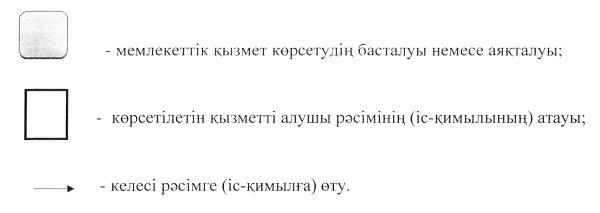 - мемлекеттік қызмет көрсетудің басталуы немесе аяқталуы;
- көрсетілетін қызметті алушы рәсімінің (іс-қимылының) атауы;
- келесі рәсімге (іс-қимылға) өту.